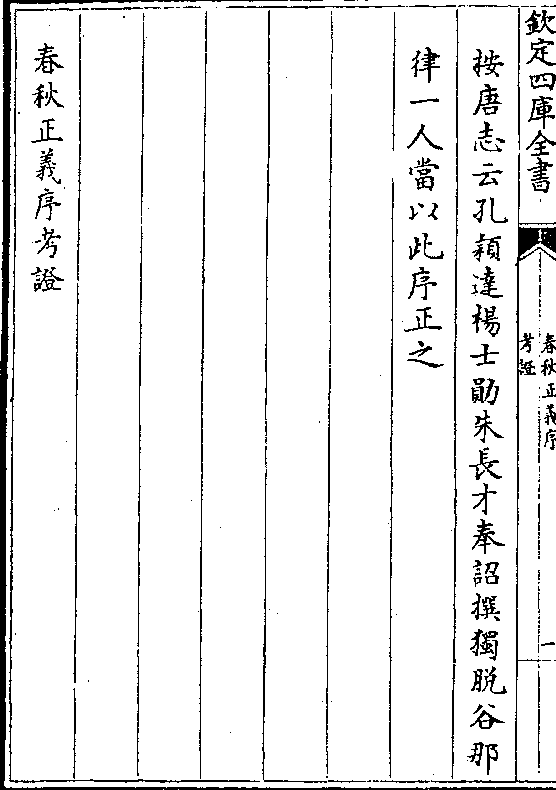 欽定四庫全書
春秋正義序
考證
一
按唐志云孔穎達楊士勛朱長才奉詔撰獨脱谷那
律一人當以此序正之
春秋正義序考證